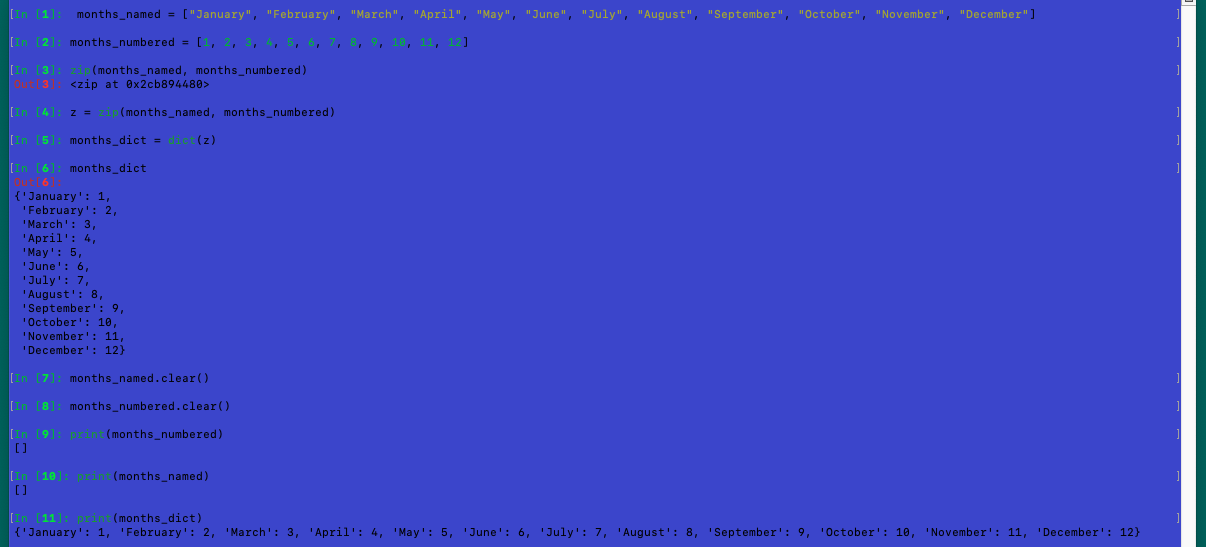 [In [1]:  months_named = ["January", "February", "March", "April", "May", "June", "July", "August", "September", "October", "November", "December"] ]
[In [2]: months_numbered = [1, 2, 3, 4, 5, 6, 7, 8, 9, 10, 11, 12] ]
[In [3]: zip(months_named, months_numbered) ]
Out[3]: <zip at 0x2cb894480>
[In [4]: z = zip(months_named, months_numbered) ]
[In [5]: months_dict = dict(z) ]
[In [6]: months_dict ]
Out[6]:
{'January': 1,
 'February': 2,
 'March': 3,
 'April': 4,
 'May': 5,
 'June': 6,
 'July': 7,
 'August': 8,
 'September': 9,
 'October': 10,
 'November': 11,
 'December': 12}
[In [7]: months_named.clear() ]
[In [8]: months_numbered.clear() ]
[In [9]: print(months_numbered) ]
[]
[In [10]: print(months_named) ]
[]
[In [11]: print(months_dict) ]
{'January': 1, 'February': 2, 'March': 3, 'April': 4, 'May': 5, 'June': 6, 'July': 7, 'August': 8, 'September': 9, 'October': 10, 'November': 11, 'December': 12}